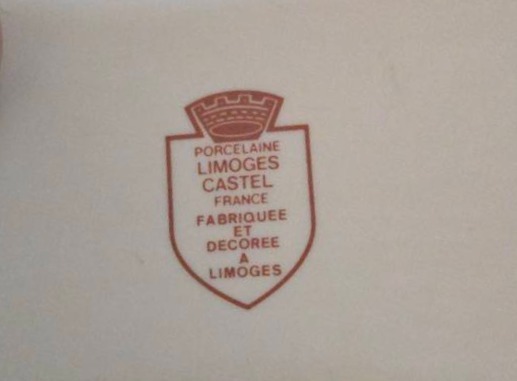 PORCELAINE
LIMOGES
CASTEL
FRANCE
FABRIQUEE
ET
DECOREE
A
LIMOGES